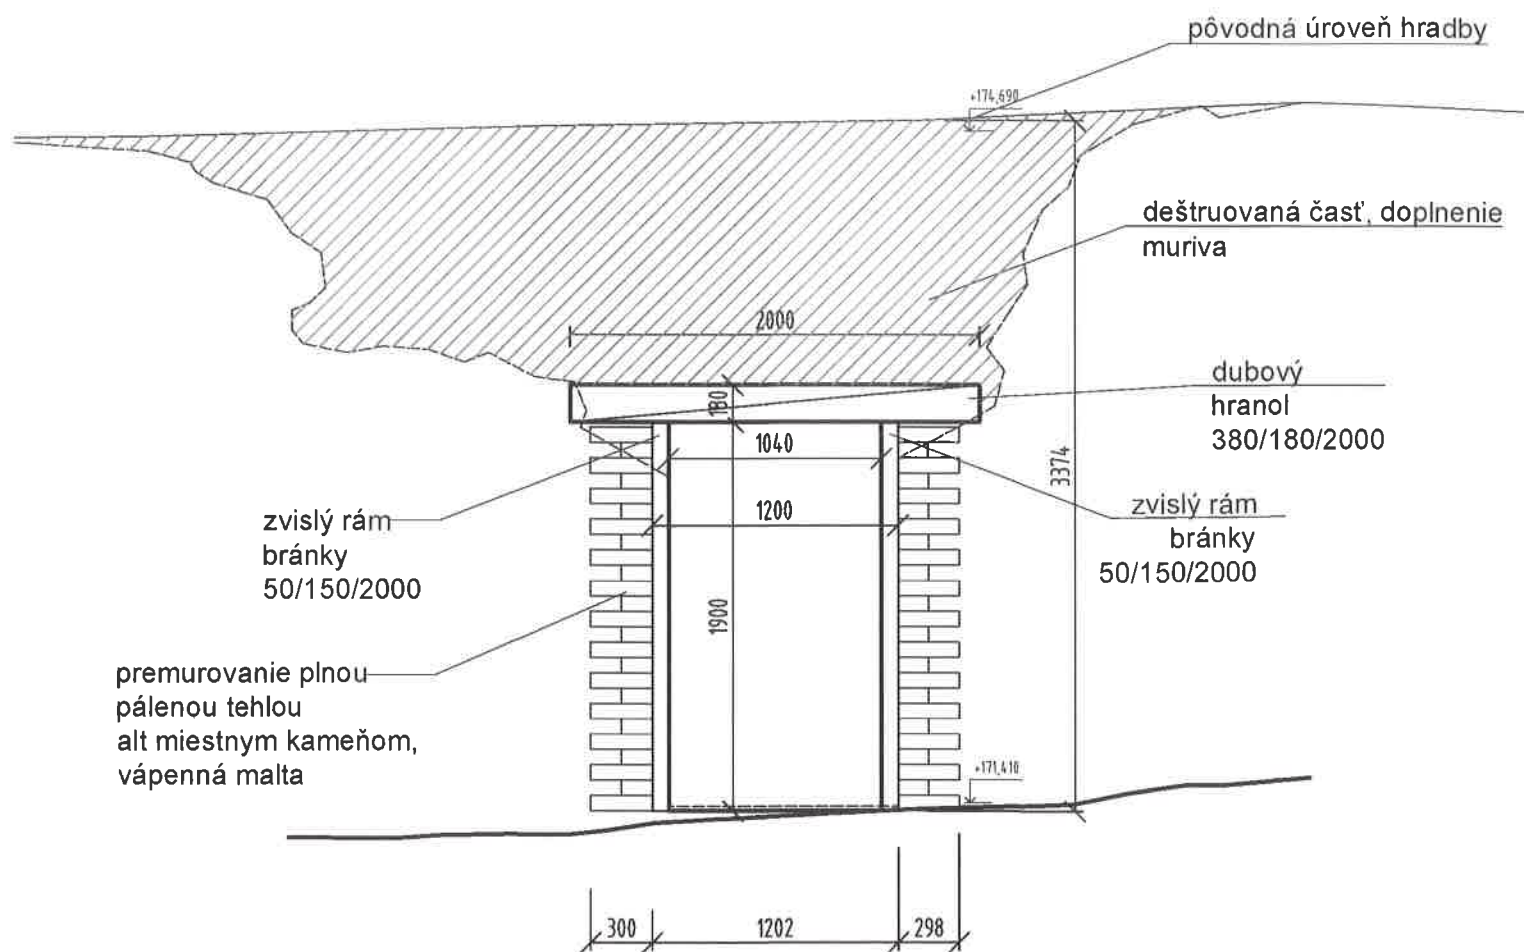 pôvodná úroveň hradby
+174,690
deštruovaná časť, doplnenie
muriva
2000
dubový
hranol
380/180/2000
180
1040
3374
zvislý rám
bránky
50/150/2000
1200
zvislý rám
bránky
50/150/2000
1900
premurovanie plnou
pálenou tehlou
alt miestnym kameňom,
vápenná malta
+171,410
300
1202
298